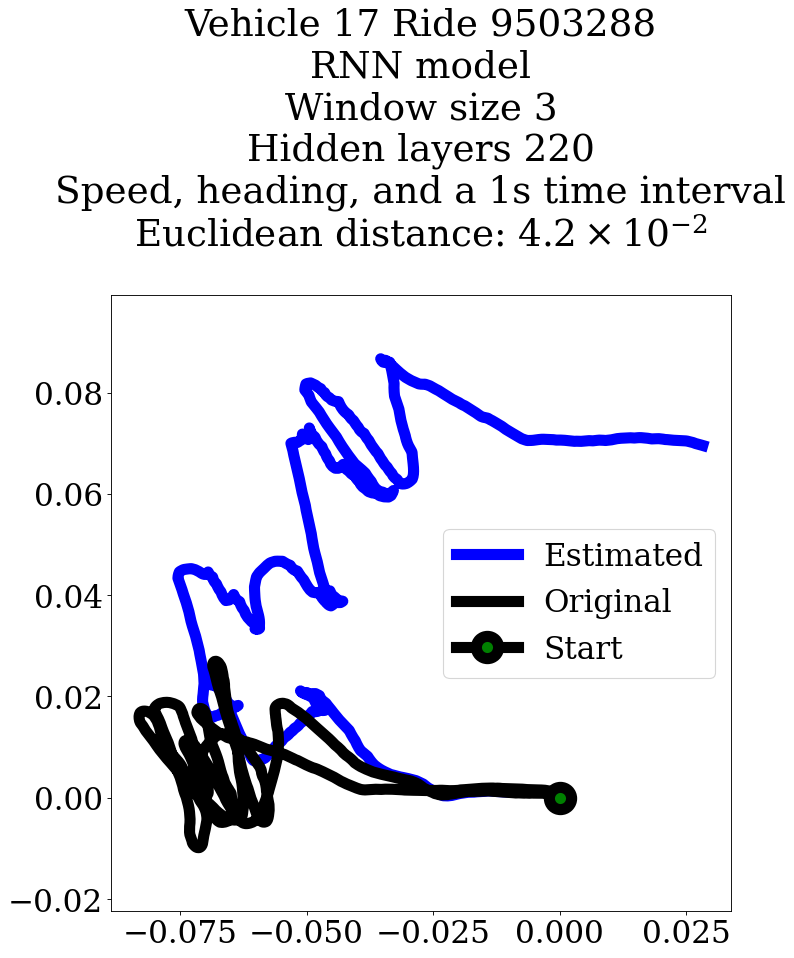 Vehicle 17 Ride 9503288
RNN model
Window size 3
Hidden layers 220
Speed, heading, and a 1s time interval
Euclidean distance: 4.2 × 10⁻²
0.08
0.06
0.04
0.02
0.00
−0.02
Estimated
Original
Start
−0.075 −0.050 −0.025 0.000 0.025